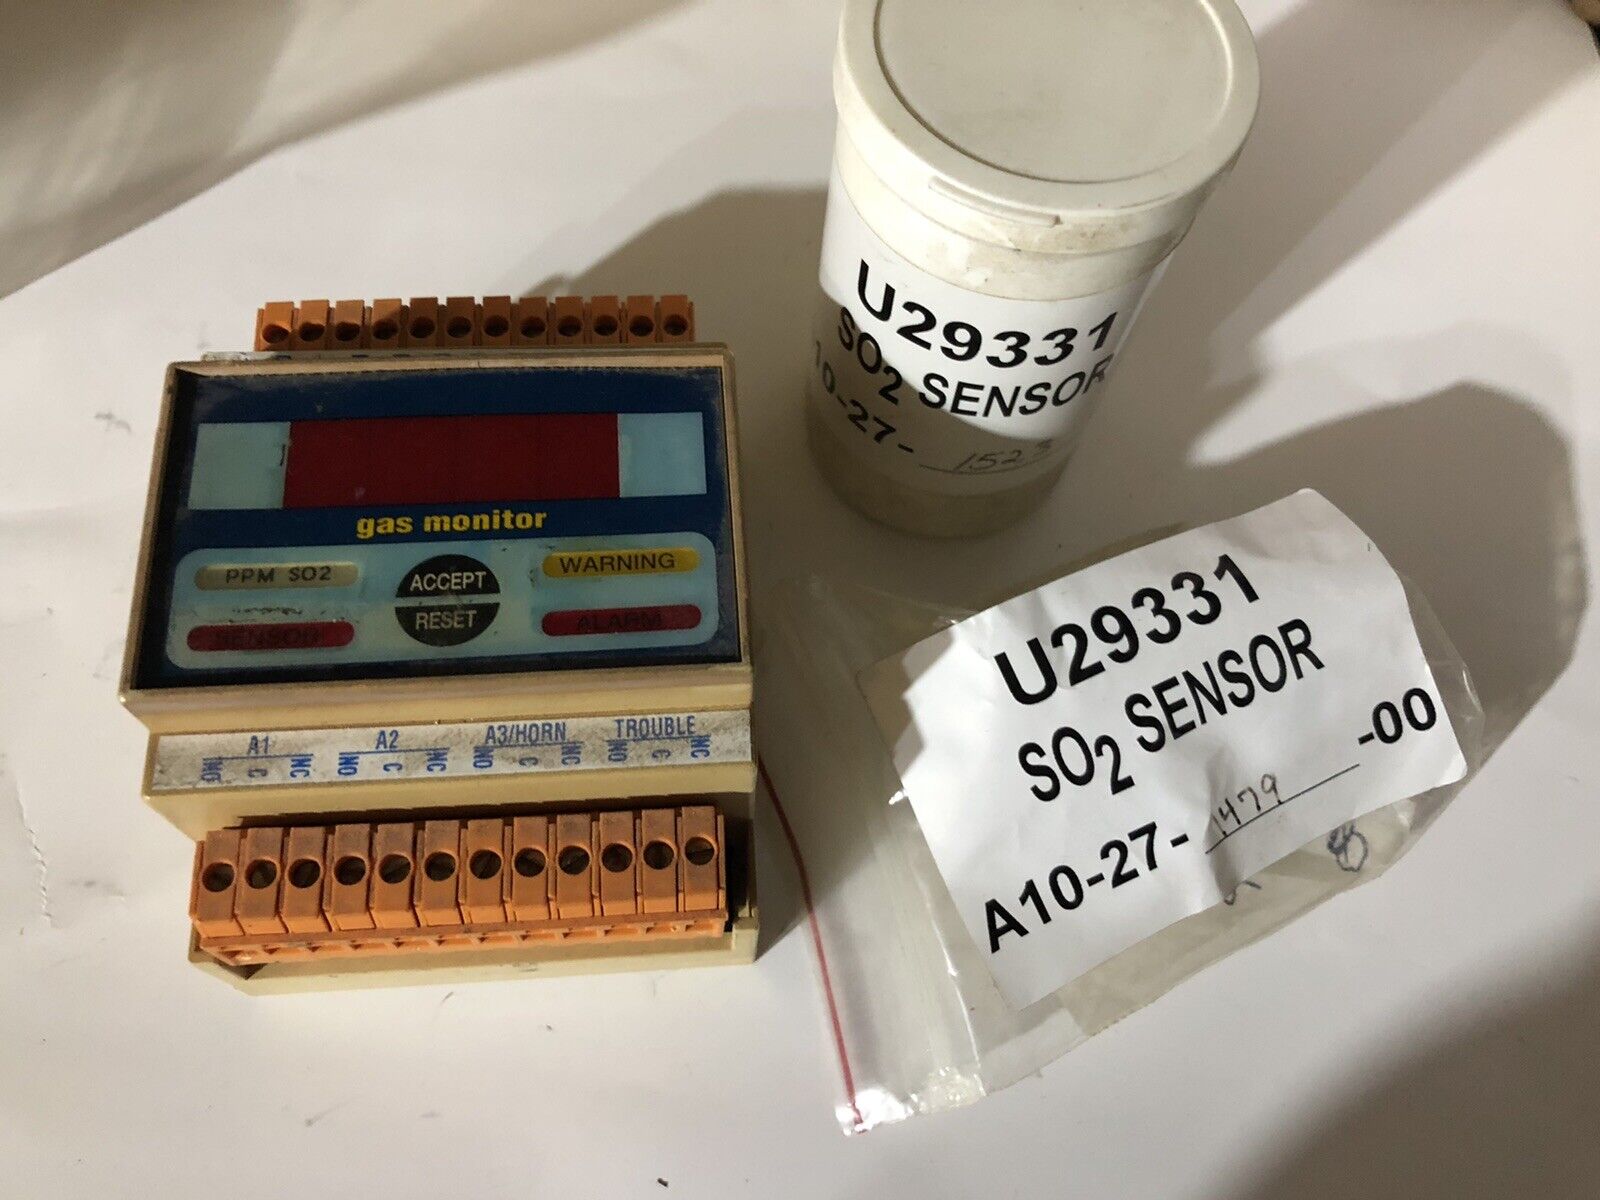 gas monitor
PPM SO2
ACCEPT
WARNING
SENSOR
RESET
ALARM
A1 A2 A3/HORN TROUBLE
NO C NC NO C NC NO C NC NO C NC
U29331
SO2 SENSOR
10-27-
U29331
SO2 SENSOR
A10-27-1479-00